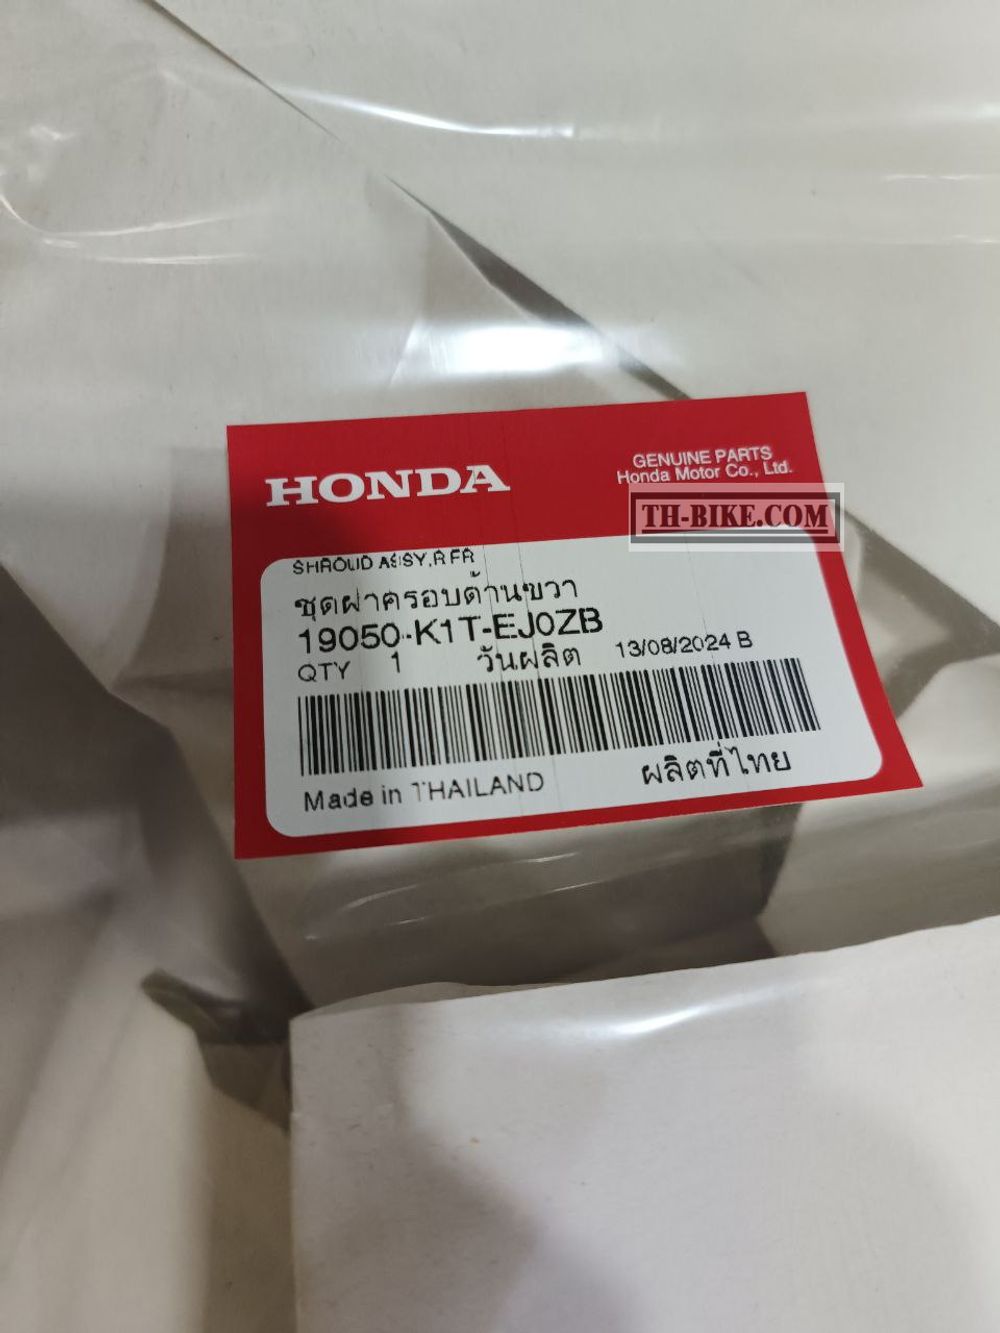 HONDA
GENUINE PARTS
Honda Motor Co., Ltd.
TH-BIKE.COM
SHROUD ASSY,R FR
ชุดฝาครอบด้านขวา
19050-K1T-EJ0ZB
QTY 1 วันผลิต 13/08/2024 B
Made in THAILAND ผลิตที่ไทย